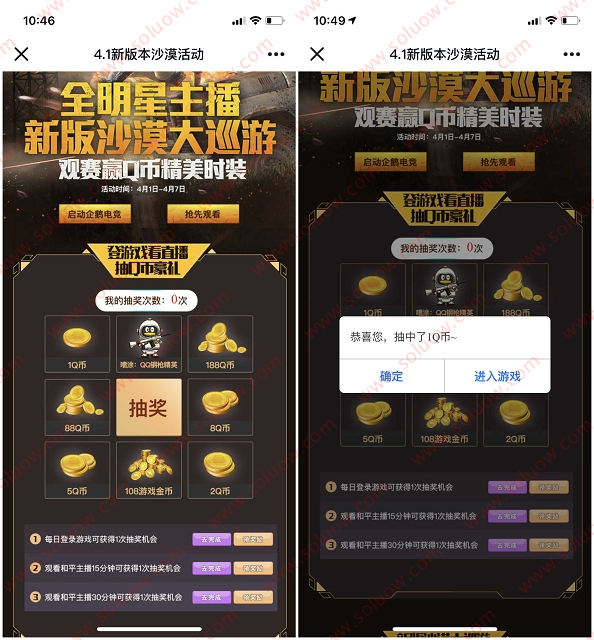 10:46
4.1新版本沙漠活动
全明星主播
新版沙漠大巡游
观赛赢Q币精美时装
活动时间：4月1日-4月7日
启动企鹅电竞
抢先观看
登游戏看直播
抽Q币豪礼
我的抽奖次数：0次
1Q币
喷涂：QQ钢枪精英
188Q币
88Q币
抽奖
8Q币
5Q币
108游戏金币
2Q币
1 每日登录游戏可获得1次抽奖机会 去完成 领奖励
2 观看和平主播15分钟可获得1次抽奖机会 去完成 领奖励
3 观看和平主播30分钟可获得1次抽奖机会 去完成 领奖励
10:49
4.1新版本沙漠活动
新版沙漠大巡游
观赛赢Q币精美时装
活动时间：4月1日-4月7日
启动企鹅电竞
抢先观看
登游戏看直播
抽Q币豪礼
我的抽奖次数：0次
1Q币
喷涂：QQ钢枪精英
188Q币
恭喜您，抽中了1Q币~
确定
进入游戏
5Q币
108游戏金币
2Q币
1 每日登录游戏可获得1次抽奖机会 去完成 领奖励
2 观看和平主播15分钟可获得1次抽奖机会 去完成 领奖励
3 观看和平主播30分钟可获得1次抽奖机会 去完成 领奖励
www.soluow.com